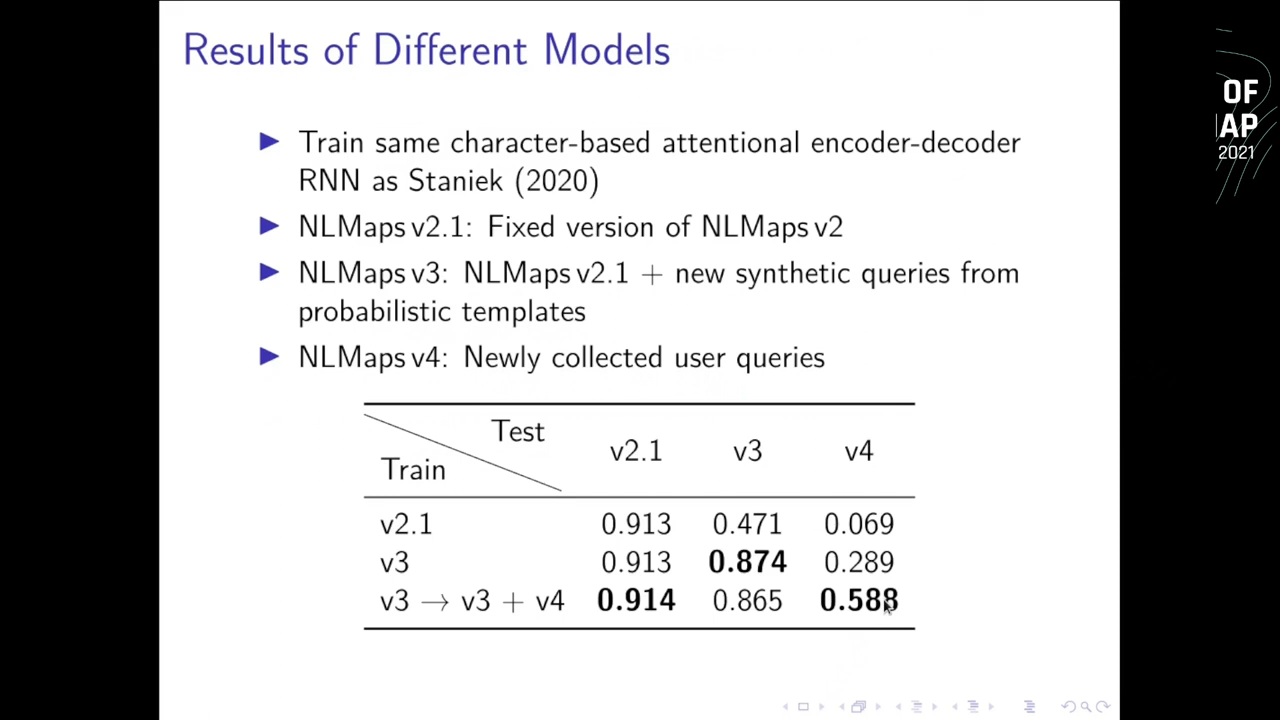 Results of Different Models
OF
AP
2021
▶ Train same character-based attentional encoder-decoder
RNN as Staniek (2020)
▶ NLMaps v2.1: Fixed version of NLMaps v2
▶ NLMaps v3: NLMaps v2.1 + new synthetic queries from
probabilistic templates
▶ NLMaps v4: Newly collected user queries
Test
Train
v2.1 v3 v4
v2.1 0.913 0.471 0.069
v3 0.913 0.874 0.289
v3 → v3 + v4 0.914 0.865 0.588